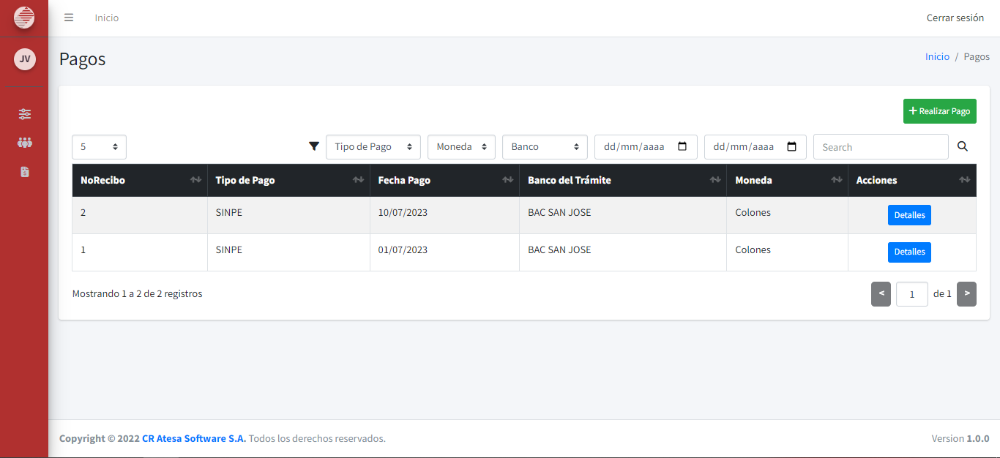 Inicio
Cerrar sesión
JV
Pagos
Inicio / Pagos
+ Realizar Pago
5
Tipo de Pago
Moneda
Banco
dd/mm/aaaa
dd/mm/aaaa
Search
NoRecibo Tipo de Pago Fecha Pago Banco del Trámite Moneda Acciones
2 SINPE 10/07/2023 BAC SAN JOSE Colones Detalles
1 SINPE 01/07/2023 BAC SAN JOSE Colones Detalles
Mostrando 1 a 2 de 2 registros
< 1 de 1 >
Copyright © 2022 CR Atesa Software S.A. Todos los derechos reservados.
Version 1.0.0